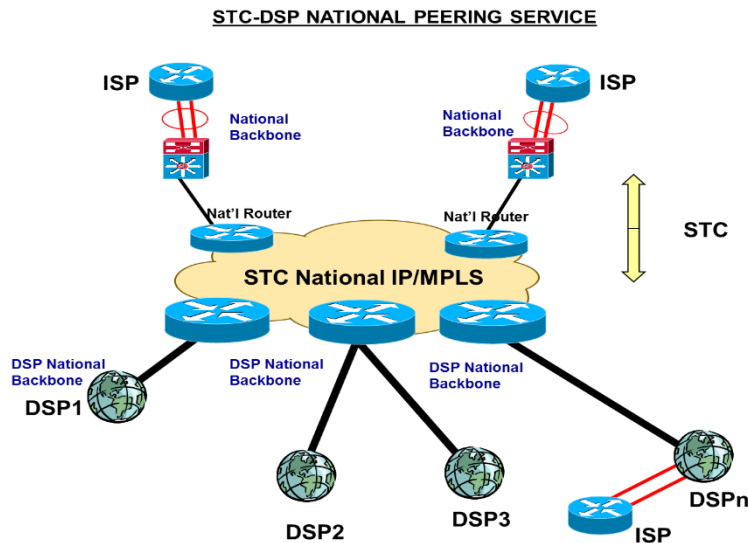 STC-DSP NATIONAL PEERING SERVICE
ISP
ISP
National
Backbone
National
Backbone
Nat'l Router
Nat'l Router
STC
STC National IP/MPLS
DSP National
Backbone
DSP National
Backbone
DSP National
Backbone
DSP1
DSP2
DSP3
DSPn
ISP